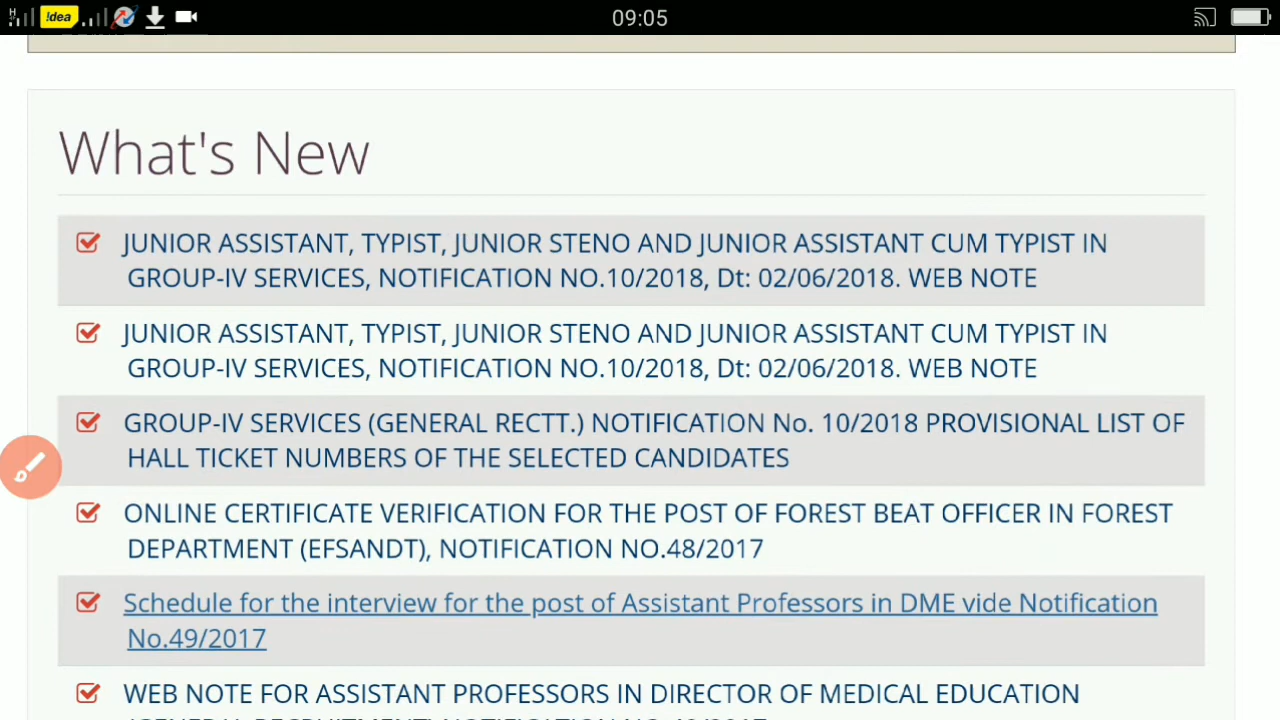 H !dea 09:05
What's New
JUNIOR ASSISTANT, TYPIST, JUNIOR STENO AND JUNIOR ASSISTANT CUM TYPIST IN
GROUP-IV SERVICES, NOTIFICATION NO.10/2018, Dt: 02/06/2018. WEB NOTE
JUNIOR ASSISTANT, TYPIST, JUNIOR STENO AND JUNIOR ASSISTANT CUM TYPIST IN
GROUP-IV SERVICES, NOTIFICATION NO.10/2018, Dt: 02/06/2018. WEB NOTE
GROUP-IV SERVICES (GENERAL RECTT.) NOTIFICATION No. 10/2018 PROVISIONAL LIST OF
HALL TICKET NUMBERS OF THE SELECTED CANDIDATES
ONLINE CERTIFICATE VERIFICATION FOR THE POST OF FOREST BEAT OFFICER IN FOREST
DEPARTMENT (EFSANDT), NOTIFICATION NO.48/2017
Schedule for the interview for the post of Assistant Professors in DME vide Notification
No.49/2017
WEB NOTE FOR ASSISTANT PROFESSORS IN DIRECTOR OF MEDICAL EDUCATION